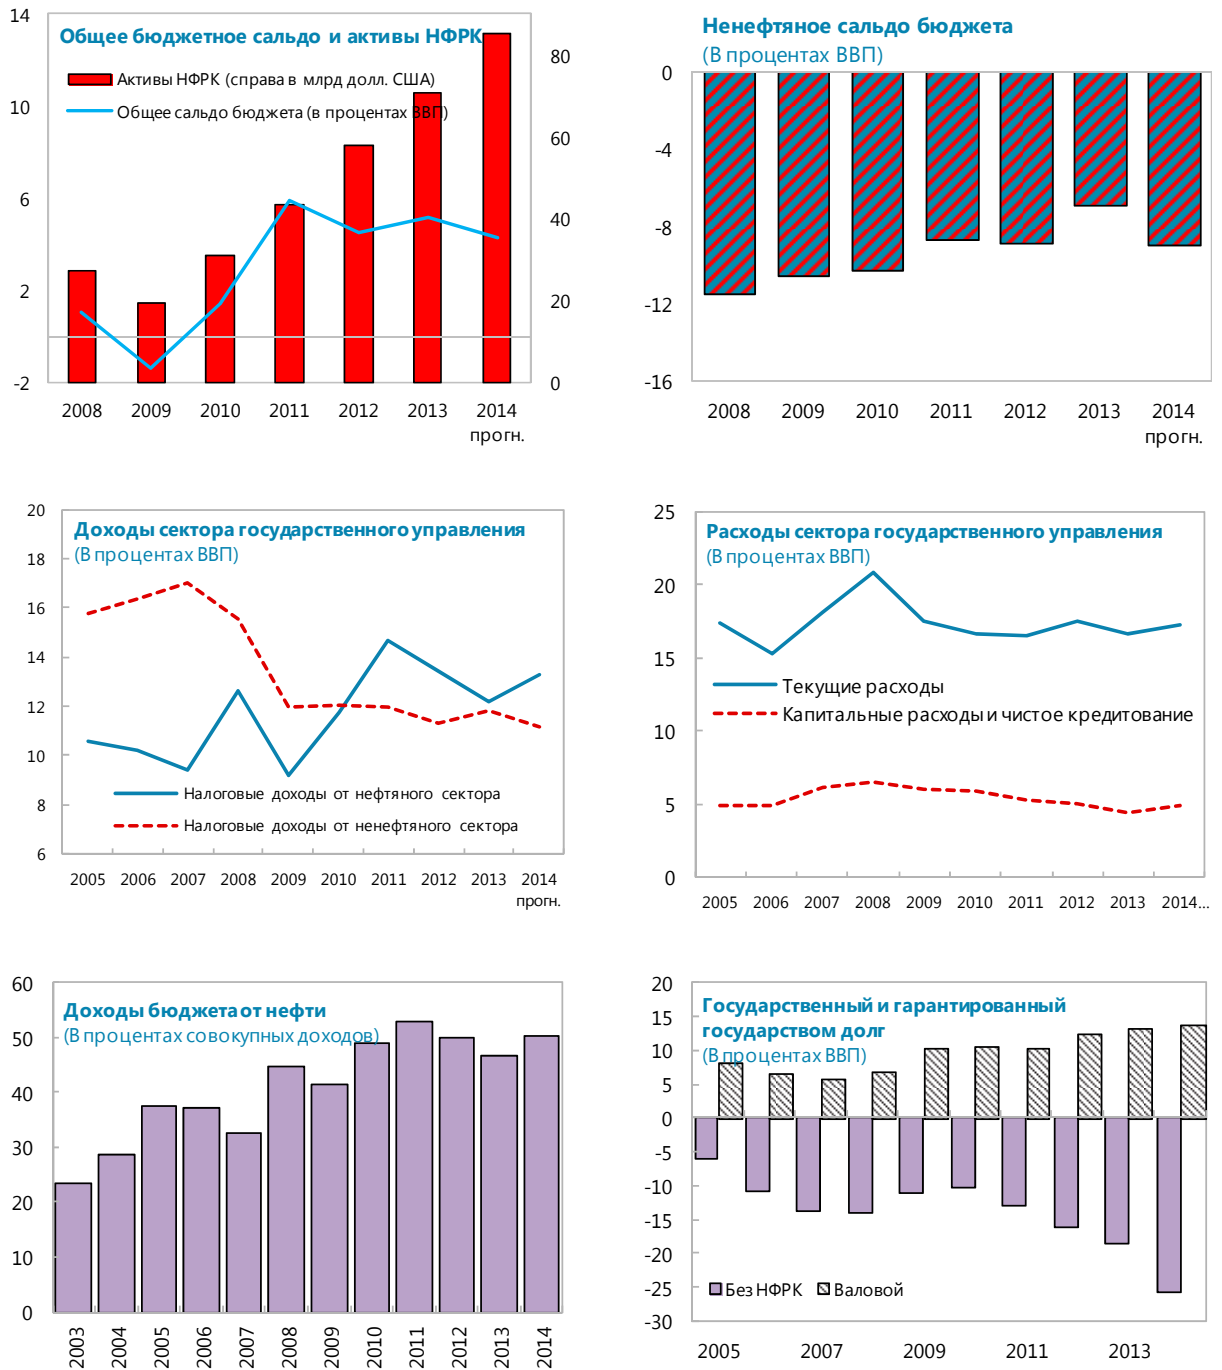 Общее бюджетное сальдо и активы НФРК
Активы НФРК (справа в млрд долл. США)
Общее сальдо бюджета (в процентах ВВП)
14
10
6
2
-2
80
60
40
20
0
2008 2009 2010 2011 2012 2013 2014
прогн.
Ненефтяное сальдо бюджета
(В процентах ВВП)
0
-4
-8
-12
-16
2008 2009 2010 2011 2012 2013 2014
прогн.
Доходы сектора государственного управления
(В процентах ВВП)
20
18
16
14
12
10
8
6
Налоговые доходы от нефтяного сектора
Налоговые доходы от ненефтяного сектора
2005 2006 2007 2008 2009 2010 2011 2012 2013 2014
прогн.
Расходы сектора государственного управления
(В процентах ВВП)
25
20
15
10
5
0
Текущие расходы
Капитальные расходы и чистое кредитование
2005 2006 2007 2008 2009 2010 2011 2012 2013 2014...
Доходы бюджета от нефти
(В процентах совокупных доходов)
60
50
40
30
20
10
0
2003 2004 2005 2006 2007 2008 2009 2010 2011 2012 2013 2014
Государственный и гарантированный
государством долг
(В процентах ВВП)
20
15
10
5
0
-5
-10
-15
-20
-25
-30
Без НФРК Валовой
2005 2007 2009 2011 2013